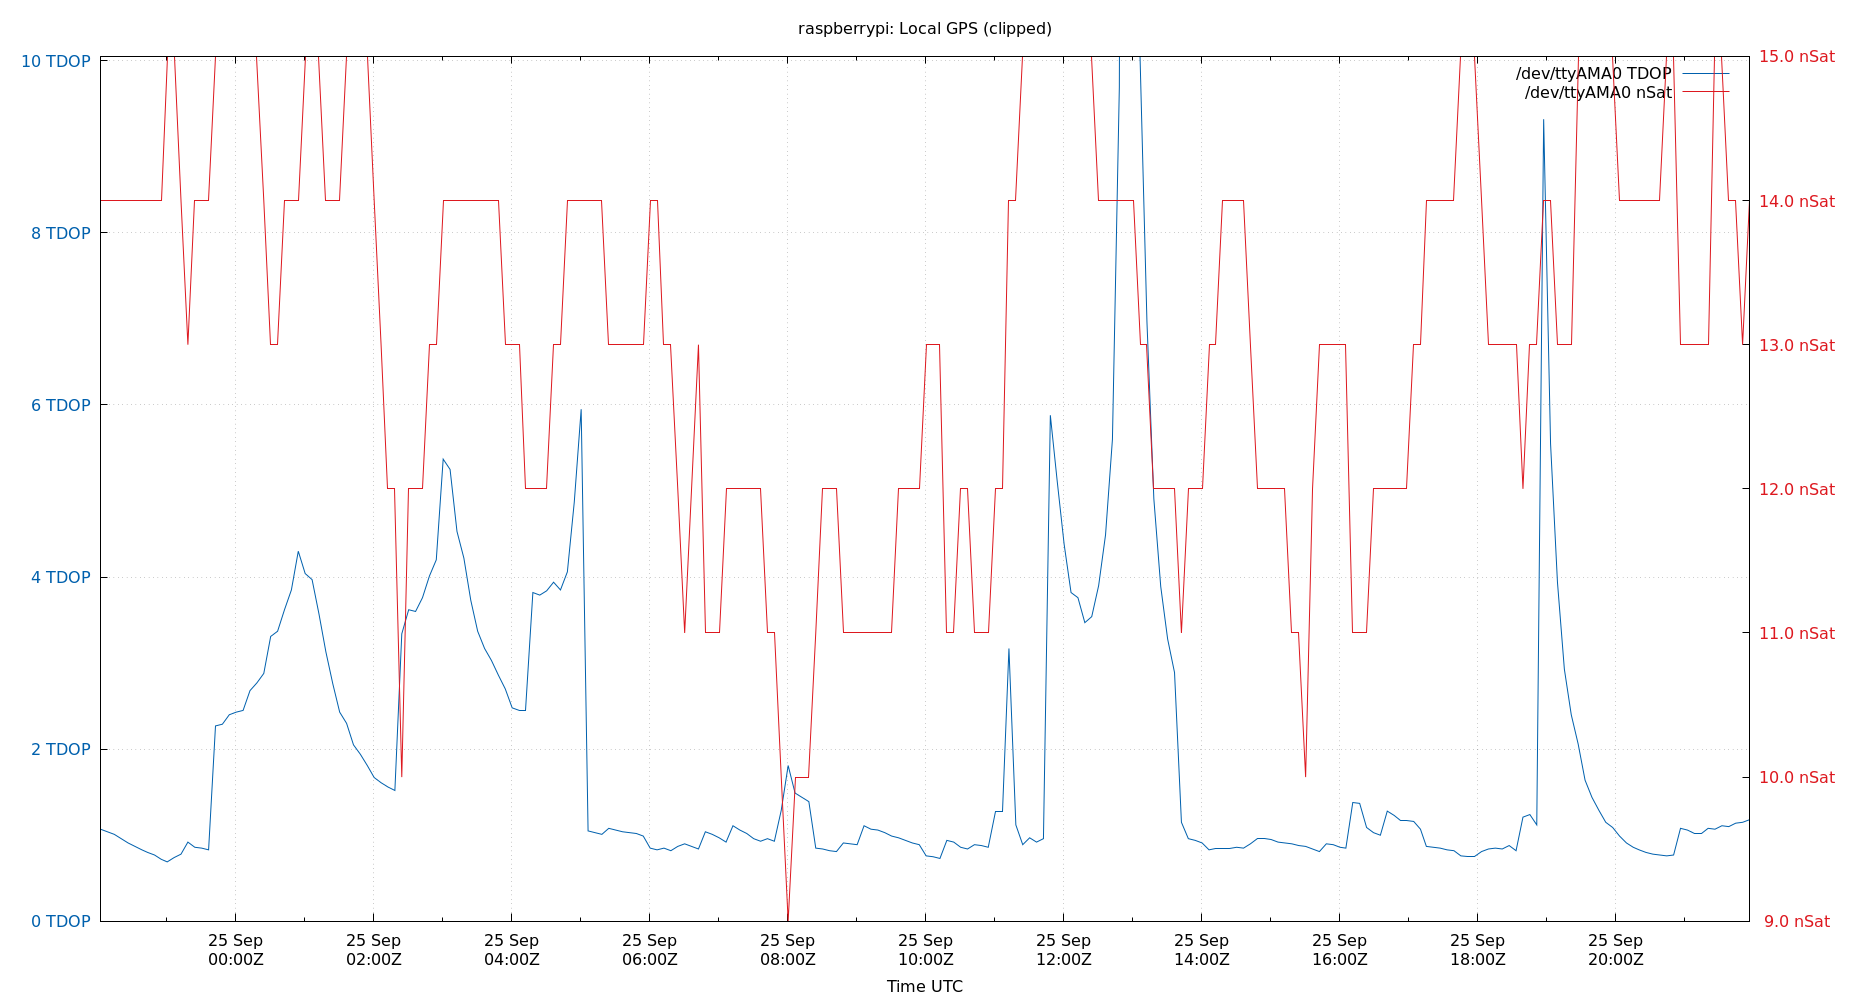 raspberrypi: Local GPS (clipped)
10 TDOP
8 TDOP
6 TDOP
4 TDOP
2 TDOP
0 TDOP
15.0 nSat
14.0 nSat
13.0 nSat
12.0 nSat
11.0 nSat
10.0 nSat
9.0 nSat
/dev/ttyAMA0 TDOP
/dev/ttyAMA0 nSat
25 Sep 25 Sep 25 Sep 25 Sep 25 Sep 25 Sep 25 Sep 25 Sep 25 Sep 25 Sep 25 Sep
00:00Z 02:00Z 04:00Z 06:00Z 08:00Z 10:00Z 12:00Z 14:00Z 16:00Z 18:00Z 20:00Z
Time UTC